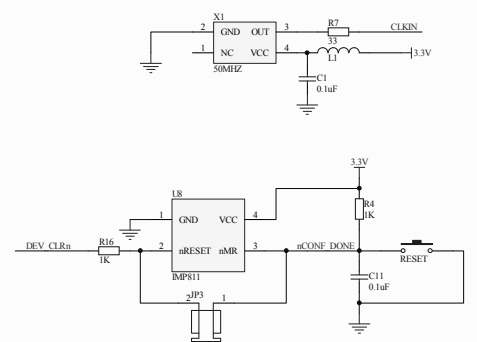 X1
2 GND OUT 3 R7 CLKIN
33
1 NC VCC 4 L1 3.3V
50MHZ
C1
0.1uF
3.3V
U8
R4
1K
1 GND VCC 4
DEV_CLRn R16 2 nRESET nMR 3 nCONF_DONE
1K
RESET
IMP811
C11
0.1uF
2 JP3 1